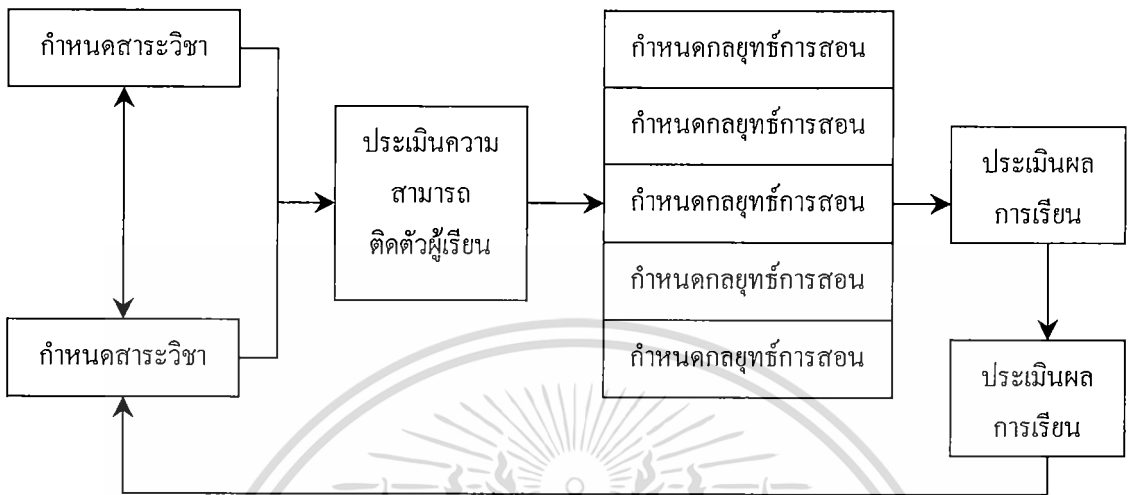 กำหนดสาระวิชา
กำหนดสาระวิชา
ประเมินความ
สามารถ
ติดตัวผู้เรียน
กำหนดกลยุทธ์การสอน
กำหนดกลยุทธ์การสอน
กำหนดกลยุทธ์การสอน
กำหนดกลยุทธ์การสอน
กำหนดกลยุทธ์การสอน
ประเมินผล
การเรียน
ประเมินผล
การเรียน